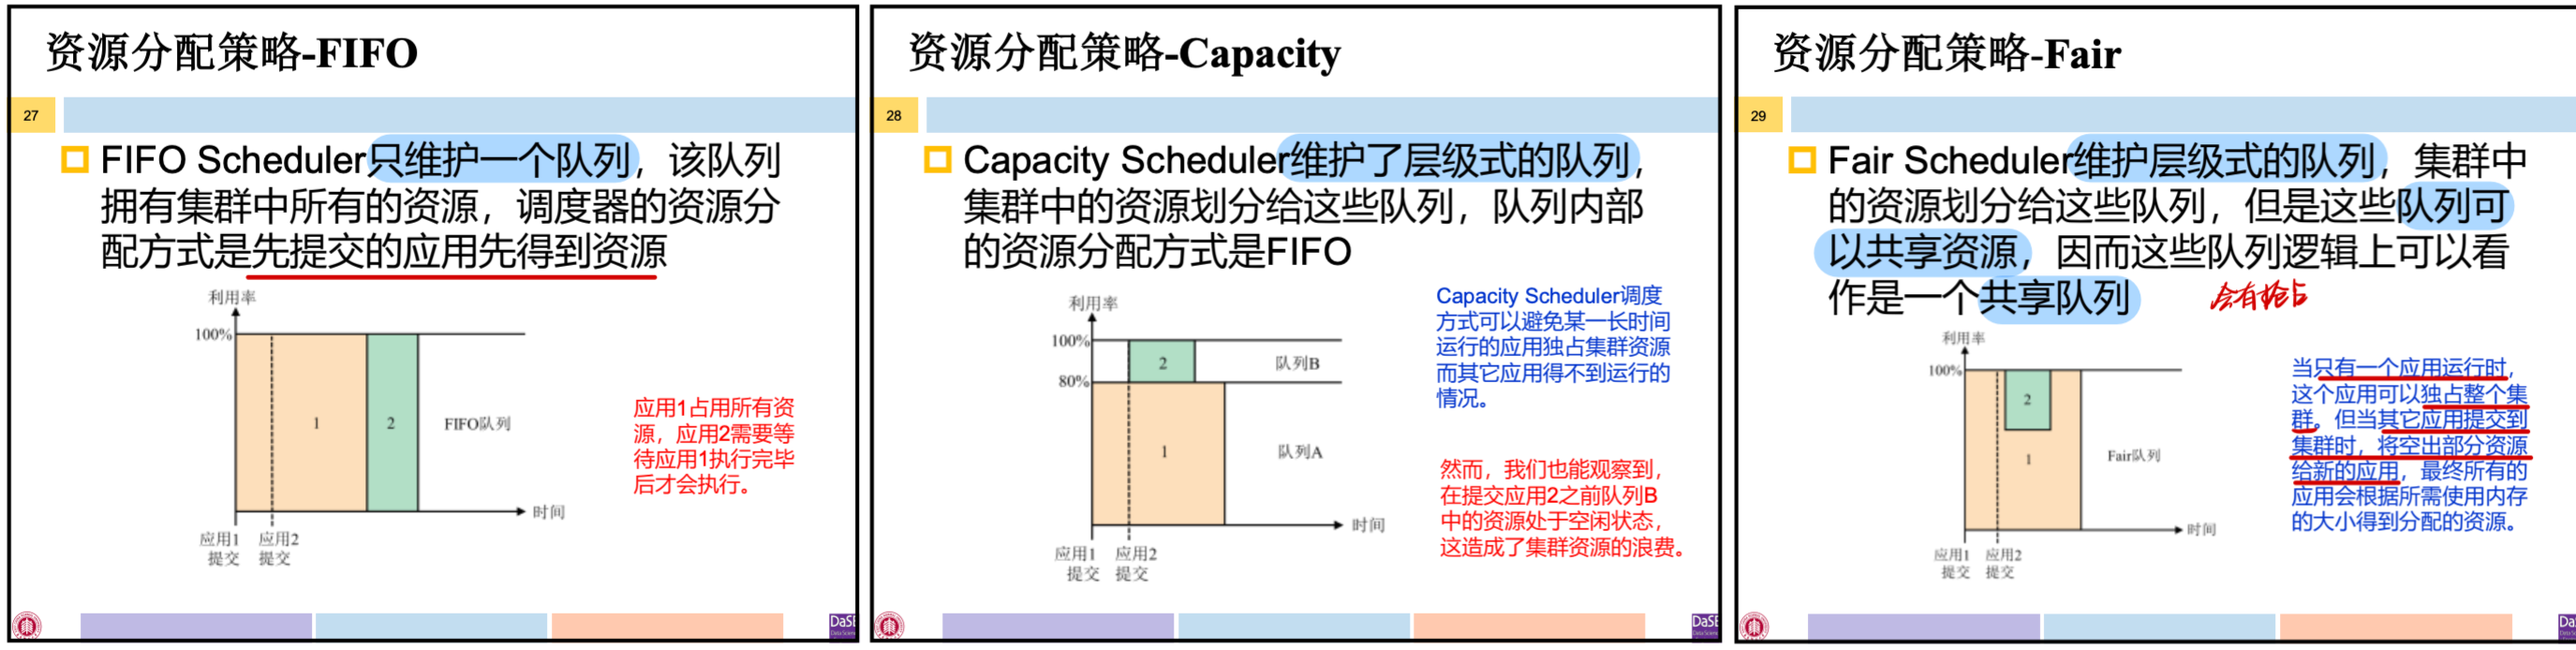 资源分配策略-FIFO
27
FIFO Scheduler只维护一个队列，该队列
拥有集群中所有的资源，调度器的资源分
配方式是先提交的应用先得到资源
利用率
100%
1
2
FIFO队列
时间
应用1
提交
应用2
提交
应用1占用所有资
源，应用2需要等
待应用1执行完毕
后才会执行。
资源分配策略-Capacity
28
Capacity Scheduler维护了层级式的队列，
集群中的资源划分给这些队列，队列内部
的资源分配方式是FIFO
利用率
100%
80%
2
队列B
1
队列A
时间
应用1
提交
应用2
提交
Capacity Scheduler调度
方式可以避免某一长时间
运行的应用独占集群资源
而其它应用得不到运行的
情况。
然而，我们也能观察到，
在提交应用2之前队列B
中的资源处于空闲状态，
这造成了集群资源的浪费。
资源分配策略-Fair
29
Fair Scheduler维护层级式的队列，集群中
的资源划分给这些队列，但是这些队列可
以共享资源，因而这些队列逻辑上可以看
作是一个共享队列
会有抢占
利用率
100%
2
1
Fair队列
时间
应用1
提交
应用2
提交
当只有一个应用运行时，
这个应用可以独占整个集
群。但当其它应用提交到
集群时，将空出部分资源
给新的应用，最终所有的
应用会根据所需使用内存
的大小得到分配的资源。